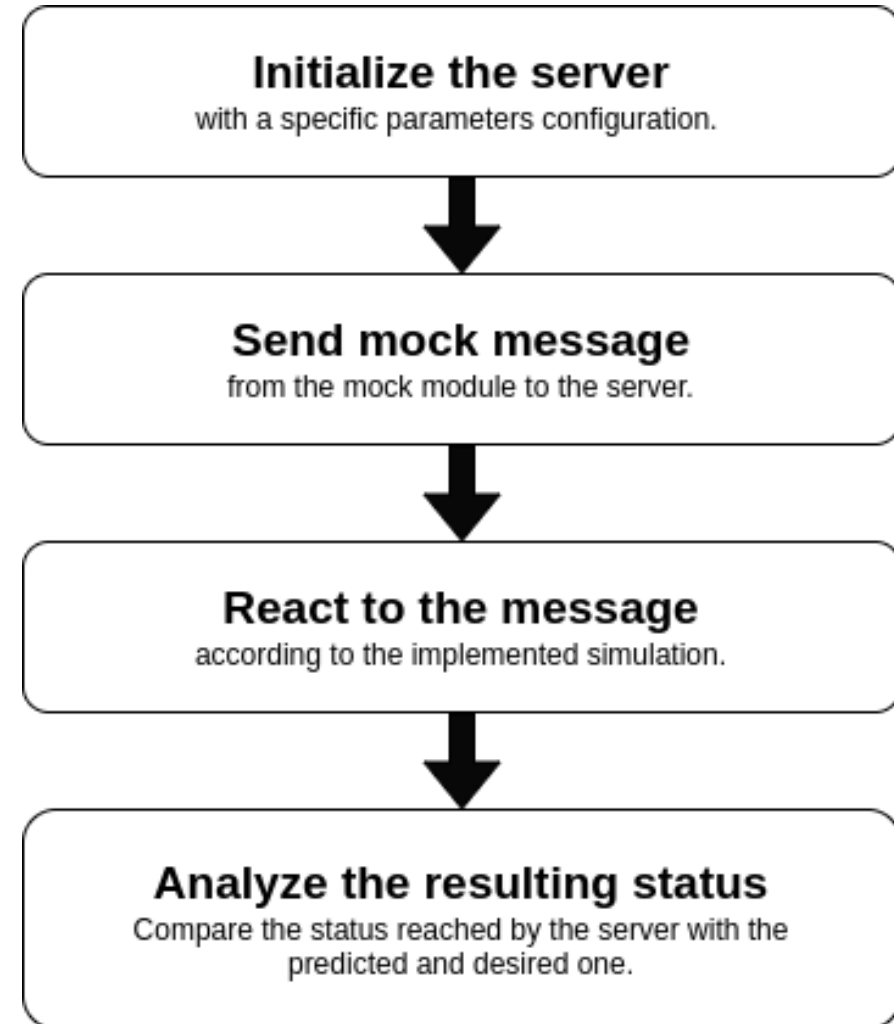 Initialize the server
with a specific parameters configuration.
Send mock message
from the mock module to the server.
React to the message
according to the implemented simulation.
Analyze the resulting status
Compare the status reached by the server with the
predicted and desired one.